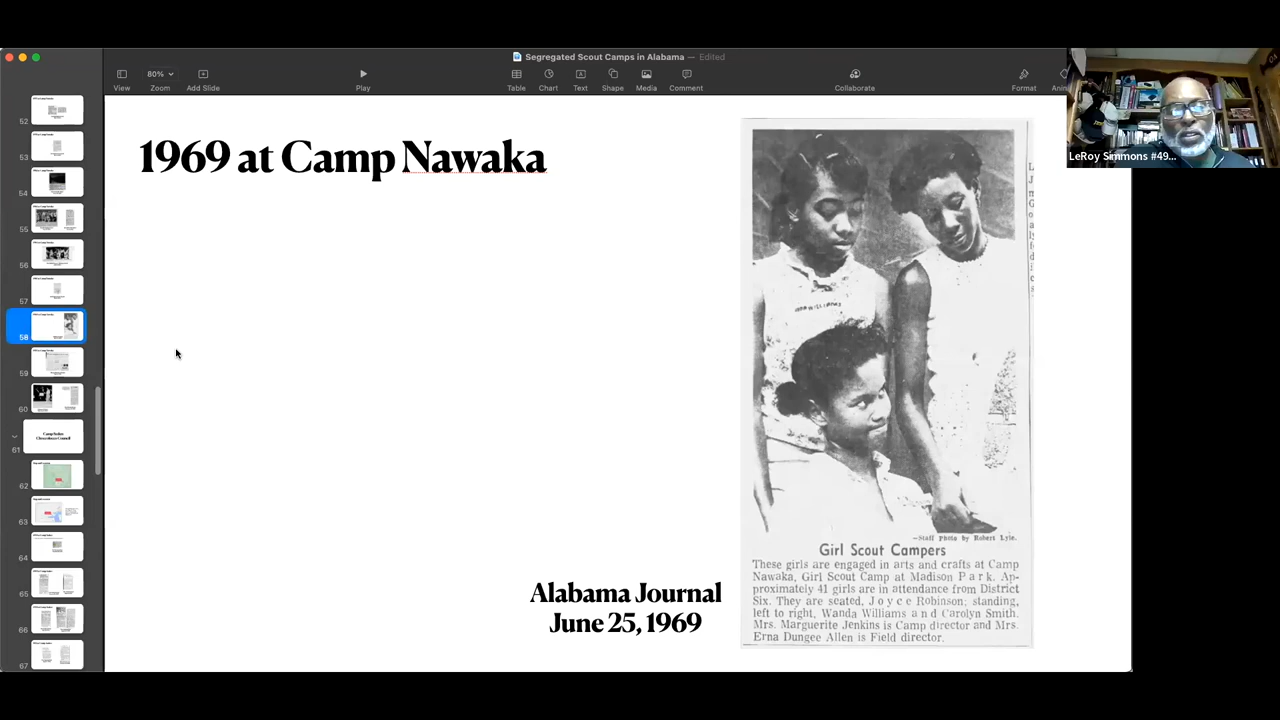 Segregated Scout Camps in Alabama — Edited
80%
View
Zoom
Add Slide
Play
Table
Chart
Text
Shape
Media
Comment
Collaborate
Format
LeRoy Simmons #49...
52
53
54
55
56
57
58
59
60
61
62
63
64
65
66
67
1969 at Camp Nawaka
Alabama Journal
June 25, 1969
—Staff Photo by Robert Lyle.
Girl Scout Campers
These girls are engaged in arts and crafts at Camp
Nawaka, Girl Scout Camp at Madison Park. Ap-
proximately 41 girls are in attendance from District
Six. They are seated, Joyce Robinson; standing,
left to right, Wanda Williams and Carolyn Smith.
Mrs. Marguerite Jenkins is Camp director and Mrs.
Erna Dungee Allen is Field director.